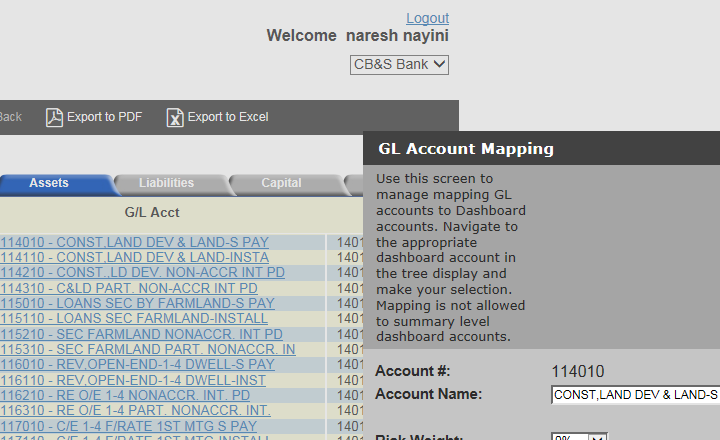 Logout
Welcome naresh nayini
CB&S Bank
Back
Export to PDF
Export to Excel
GL Account Mapping
Use this screen to
manage mapping GL
accounts to Dashboard
accounts. Navigate to
the appropriate
dashboard account in
the tree display and
make your selection.
Mapping is not allowed
to summary level
dashboard accounts.
Account #: 114010
Account Name: CONST,LAND DEV & LAND-S
Risk Weight: 0%
Assets
Liabilities
Capital
G/L Acct
114010 - CONST,LAND DEV & LAND-S PAY 1401
114110 - CONST,LAND DEV & LAND-INSTA 1401
114210 - CONST.,LD DEV. NON-ACCR INT PD 1401
114310 - C&LD PART. NON-ACCR INT PD 1401
115010 - LOANS SEC BY FARMLAND-S PAY 1401
115110 - LOANS SEC FARMLAND-INSTALL 1401
115210 - SEC FARMLAND NONACCR. INT PD 1401
115310 - SEC FARMLAND PART. NONACCR. IN 1401
116010 - REV,OPEN-END-1-4 DWELL-S PAY 1401
116110 - REV,OPEN-END-1-4 DWELL-INST 1401
116210 - RE O/E 1-4 NONACCR. INT. PD 1401
116310 - RE O/E 1-4 PART. NONACCR. INT. 1401
117010 - C/E 1-4 F/RATE 1ST MTG S PAY 1401
117110 - C/E 1-4 F/RATE 1ST MTG-INSTALL 1401